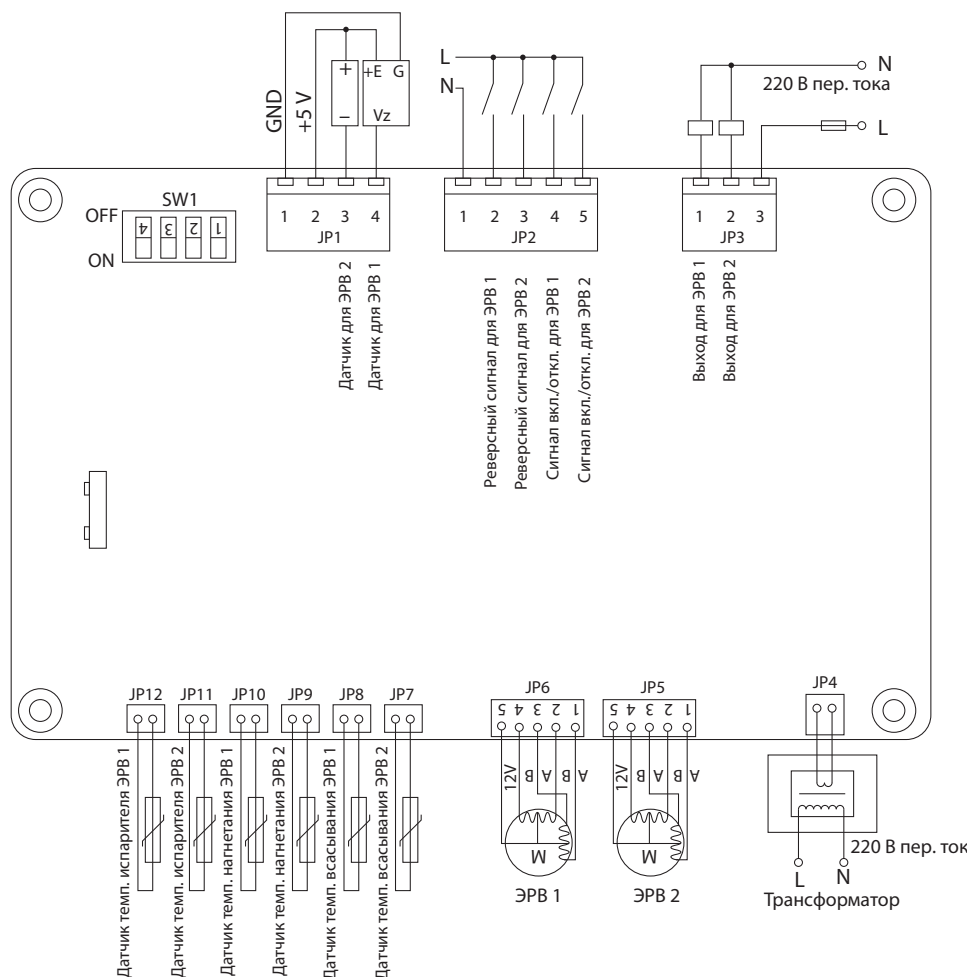 GND
+5 V
+
−
+E G
Vz
L
N
N
220 В пер. тока
L
SW1
OFF
4 3 2 1
ON
1 2 3 4
JP1
Датчик для ЭРВ 2
Датчик для ЭРВ 1
1 2 3 4 5
JP2
Реверсный сигнал для ЭРВ 1
Реверсный сигнал для ЭРВ 2
Сигнал вкл./откл. для ЭРВ 1
Сигнал вкл./откл. для ЭРВ 2
1 2 3
JP3
Выход для ЭРВ 1
Выход для ЭРВ 2
JP12
JP11
JP10
JP9
JP8
JP7
Датчик темп. испарителя ЭРВ 1
Датчик темп. испарителя ЭРВ 2
Датчик темп. нагнетания ЭРВ 1
Датчик темп. нагнетания ЭРВ 2
Датчик темп. всасывания ЭРВ 1
Датчик темп. всасывания ЭРВ 2
JP6
5 4 3 2 1
12V B A B A
M
ЭРВ 1
JP5
5 4 3 2 1
12V B A B A
M
ЭРВ 2
JP4
220 В пер. ток
L N
Трансформатор